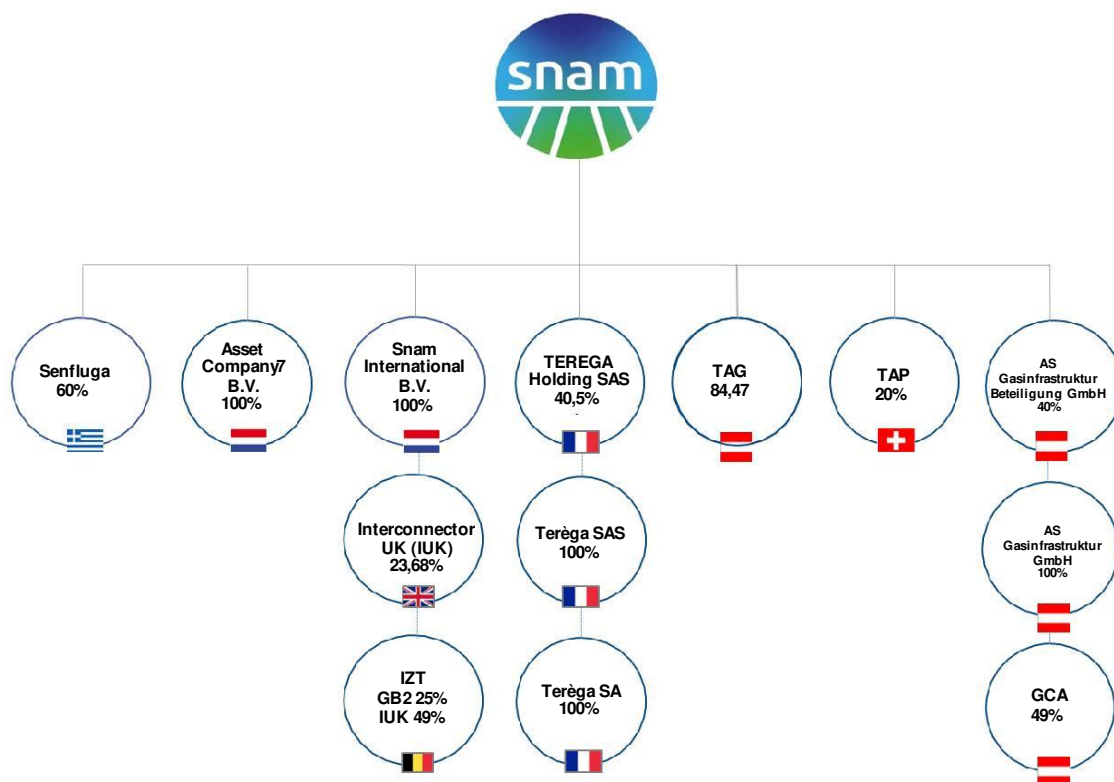 snam
Senfluga
60%
Asset
Company7
B.V.
100%
Snam
International
B.V.
100%
TEREGA
Holding SAS
40,5%
TAG
84,47
TAP
20%
AS
Gasinfrastruktur
Beteiligung GmbH
40%
Interconnector
UK (IUK)
23,68%
Terèga SAS
100%
AS
Gasinfrastruktur
GmbH
100%
IZT
GB2 25%
IUK 49%
Terèga SA
100%
GCA
49%